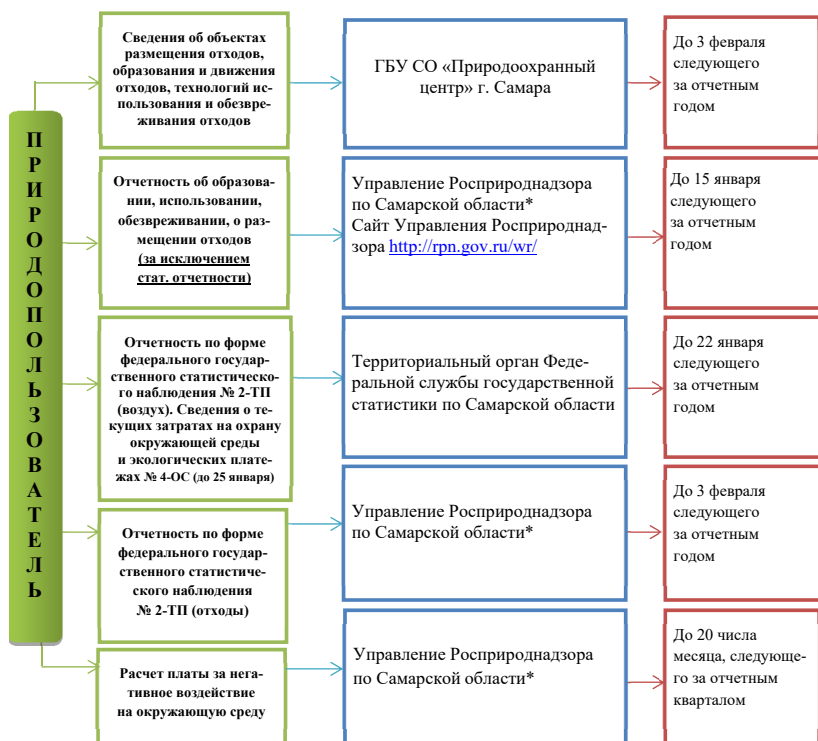 ПРИРОДОПОЛЬЗОВАТЕЛЬ
Сведения об объектах
размещения отходов,
образования и движения
отходов, технологий ис-
пользования и обезвре-
живания отходов
ГБУ СО «Природоохранный
центр» г. Самара
До 3 февраля
следующего
за отчетным
годом
Отчетность об образова-
нии, использовании,
обезвреживании, о раз-
мещении отходов
(за исключением
стат. отчетности)
Управление Росприроднадзора
по Самарской области*
Сайт Управления Росприроднад-
зора http://rpn.gov.ru/wr/
До 15 января
следующего
за отчетным
годом
Отчетность по форме
федерального государ-
ственного статистическо-
го наблюдения № 2-ТП
(воздух). Сведения о те-
кущих затратах на охрану
окружающей среды
и экологических плате-
жах № 4-ОС (до 25 января)
Территориальный орган Феде-
ральной службы государственной
статистики по Самарской области
До 22 января
следующего
за отчетным
годом
Отчетность по форме
федерального государ-
ственного статистиче-
ского наблюдения
№ 2-ТП (отходы)
Управление Росприроднадзора
по Самарской области*
До 3 февраля
следующего
за отчетным
годом
Расчет платы за нега-
тивное воздействие
на окружающую среду
Управление Росприроднадзора
по Самарской области*
До 20 числа
месяца, следующе-
го за отчетным
кварталом